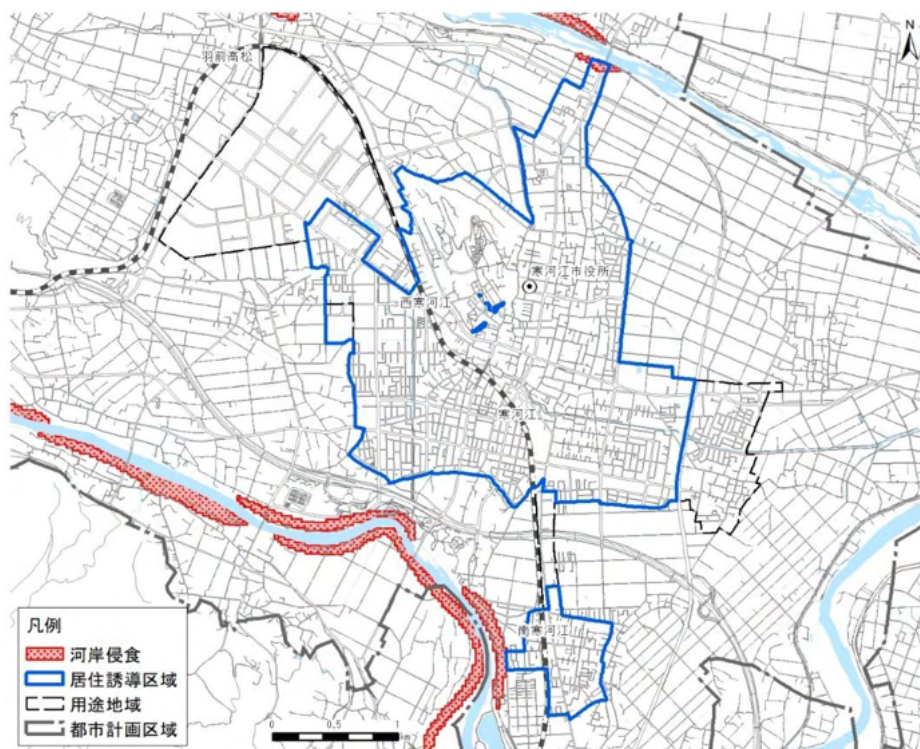 N
羽前高松
寒河江市役所
西寒河江
寒河江
南寒河江
凡例
河岸侵食
居住誘導区域
用途地域
都市計画区域
0 0.5 1
km